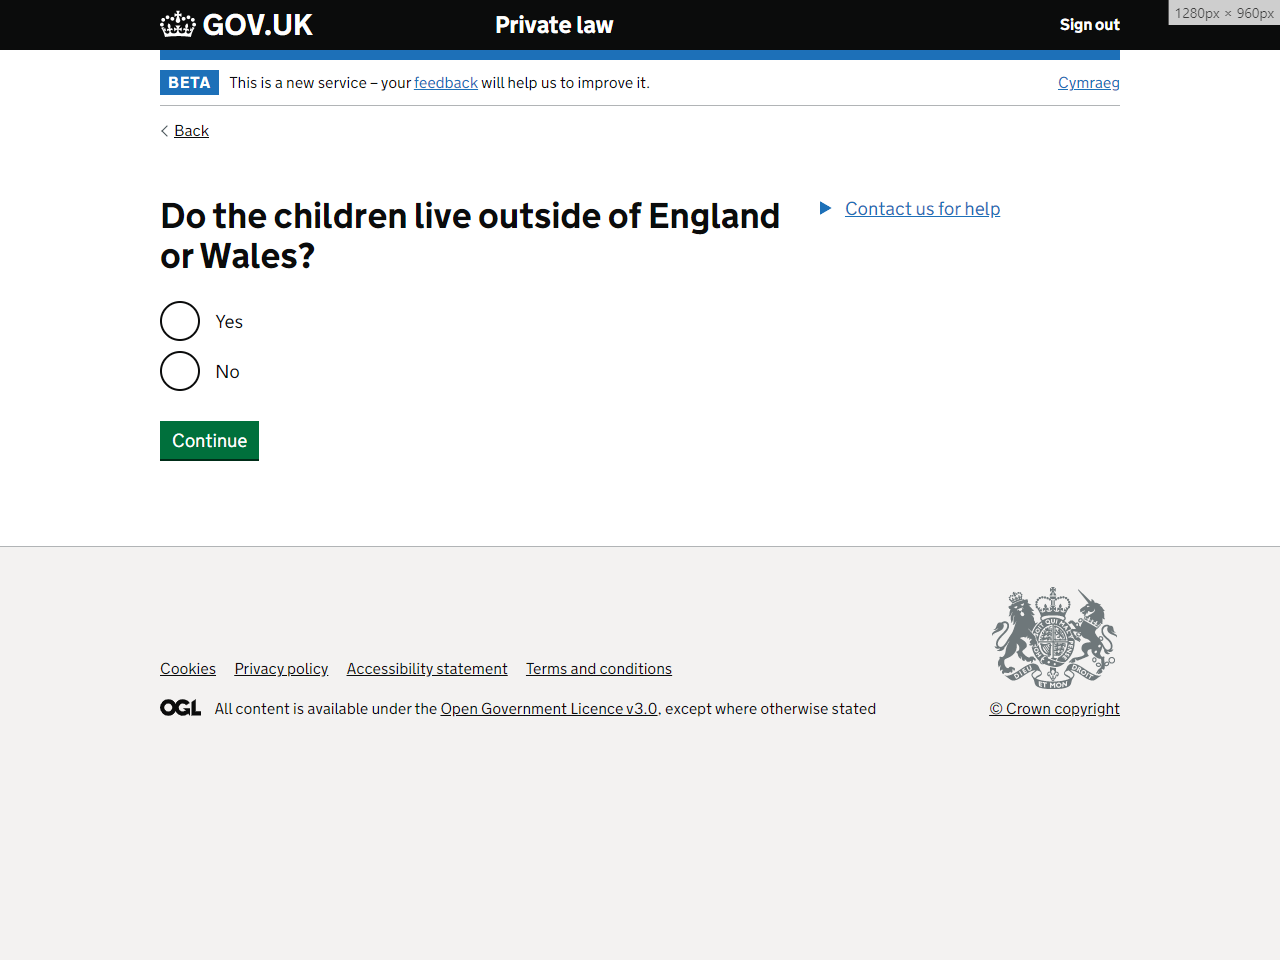 GOV.UK Private law Sign out 1280px × 960px
BETA This is a new service – your feedback will help us to improve it. Cymraeg
Back
Do the children live outside of England
or Wales?
Contact us for help
Yes
No
Continue
Cookies Privacy policy Accessibility statement Terms and conditions
OGL All content is available under the Open Government Licence v3.0, except where otherwise stated
© Crown copyright